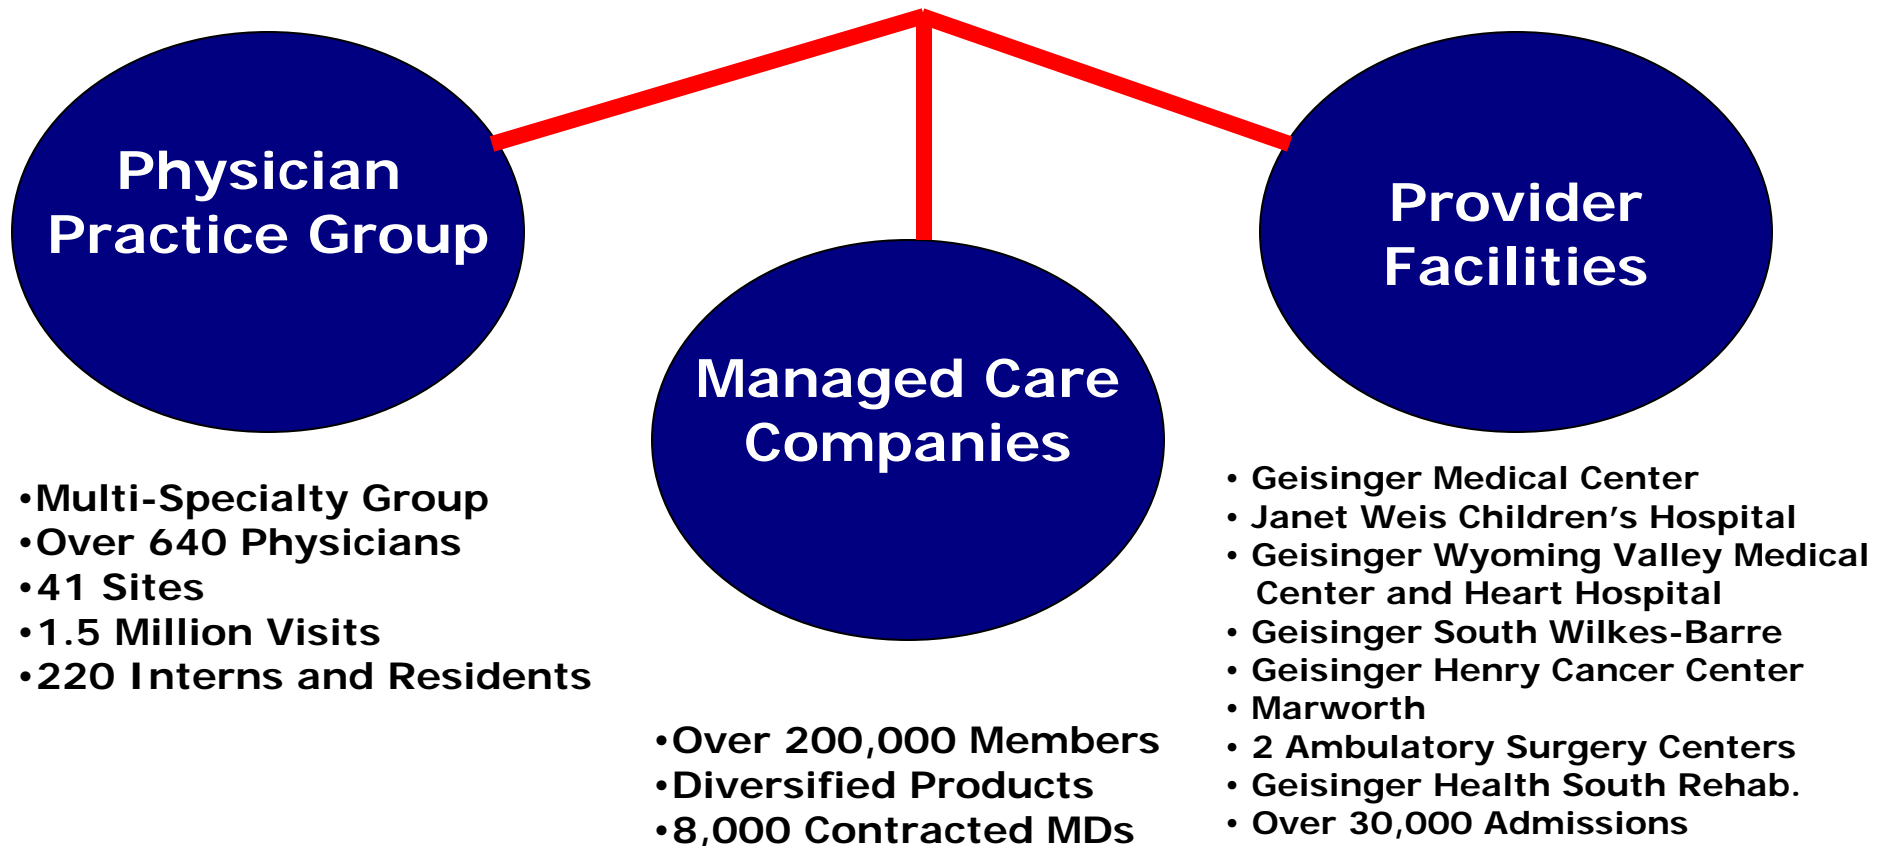 Physician
Practice Group
•Multi-Specialty Group
•Over 640 Physicians
•41 Sites
•1.5 Million Visits
•220 Interns and Residents
Managed Care
Companies
•Over 200,000 Members
•Diversified Products
•8,000 Contracted MDs
Provider
Facilities
• Geisinger Medical Center
• Janet Weis Children’s Hospital
• Geisinger Wyoming Valley Medical
Center and Heart Hospital
• Geisinger South Wilkes-Barre
• Geisinger Henry Cancer Center
• Marworth
• 2 Ambulatory Surgery Centers
• Geisinger Health South Rehab.
• Over 30,000 Admissions